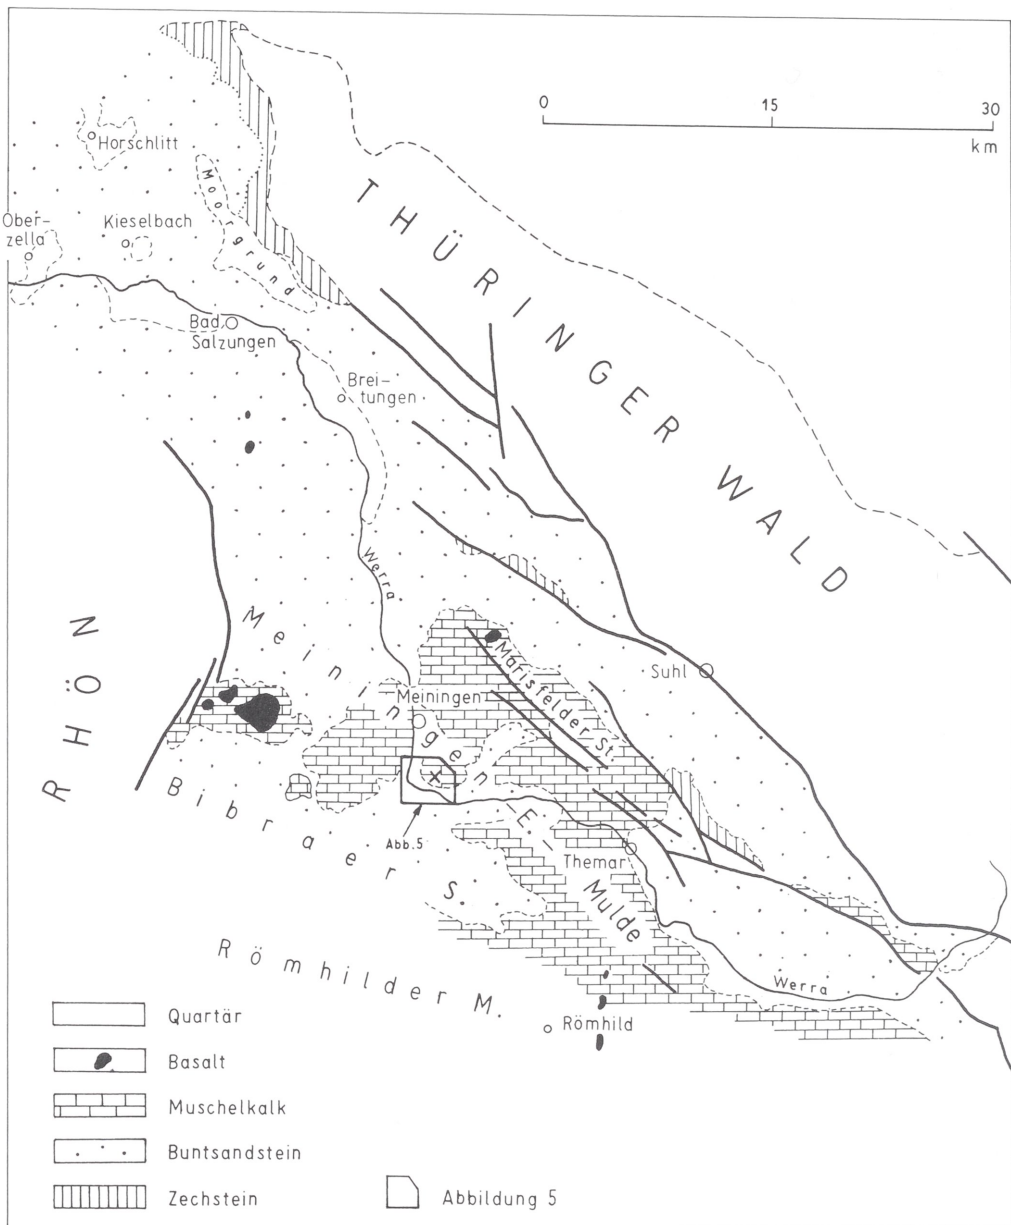 0 15 30
km
Horschlitt
Moorgrund
THÜRINGER WALD
Ober-
zella
Kieselbach
Bad
Salzungen
Brei-
tungen
Werra
RHÖN
Meiningen-E.-Mulde
Marisfelder St.
Suhl
Meiningen
Bibraer S.
Abb.5
Themar
Römhilder M.
Werra
Römhild
Quartär
Basalt
Muschelkalk
Buntsandstein
Zechstein
Abbildung 5